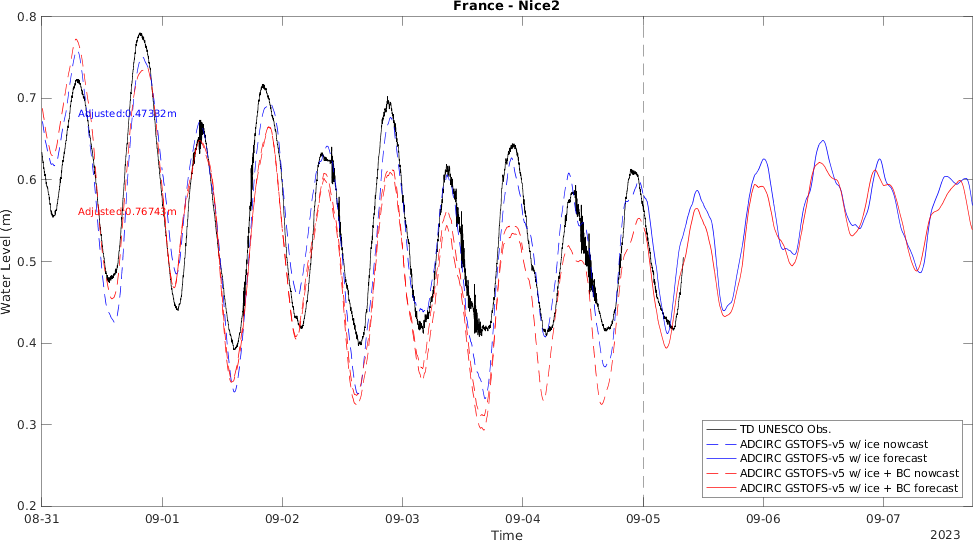 France - Nice2
0.8
0.7
0.6
0.5
0.4
0.3
0.2
Water Level (m)
Adjusted:0.47332m
Adjusted:0.76743m
TD UNESCO Obs.
ADCIRC GSTOFS-v5 w/ ice nowcast
ADCIRC GSTOFS-v5 w/ ice forecast
ADCIRC GSTOFS-v5 w/ ice + BC nowcast
ADCIRC GSTOFS-v5 w/ ice + BC forecast
08-31 09-01 09-02 09-03 09-04 09-05 09-06 09-07
Time
2023